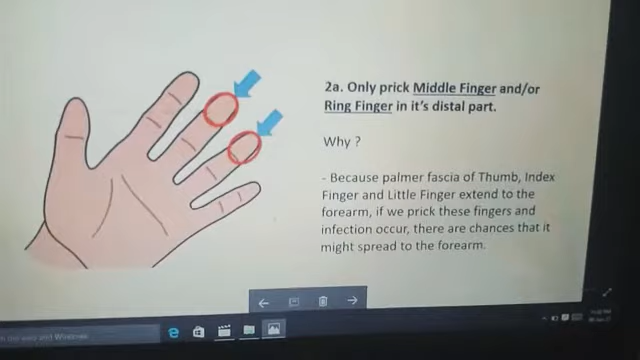 2a. Only prick Middle Finger and/or
Ring Finger in it's distal part.
Why ?
- Because palmer fascia of Thumb, Index
Finger and Little Finger extend to the
forearm, if we prick these fingers and
infection occur, there are chances that it
might spread to the forearm.
and Windows